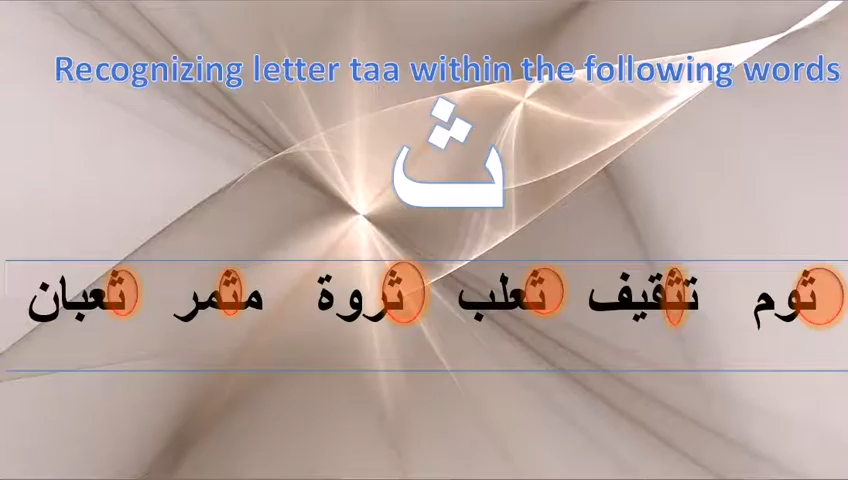 Recognizing letter taa within the following words
ث
ثوم تثقيف ثعلب ثروة مثمر ثعبان